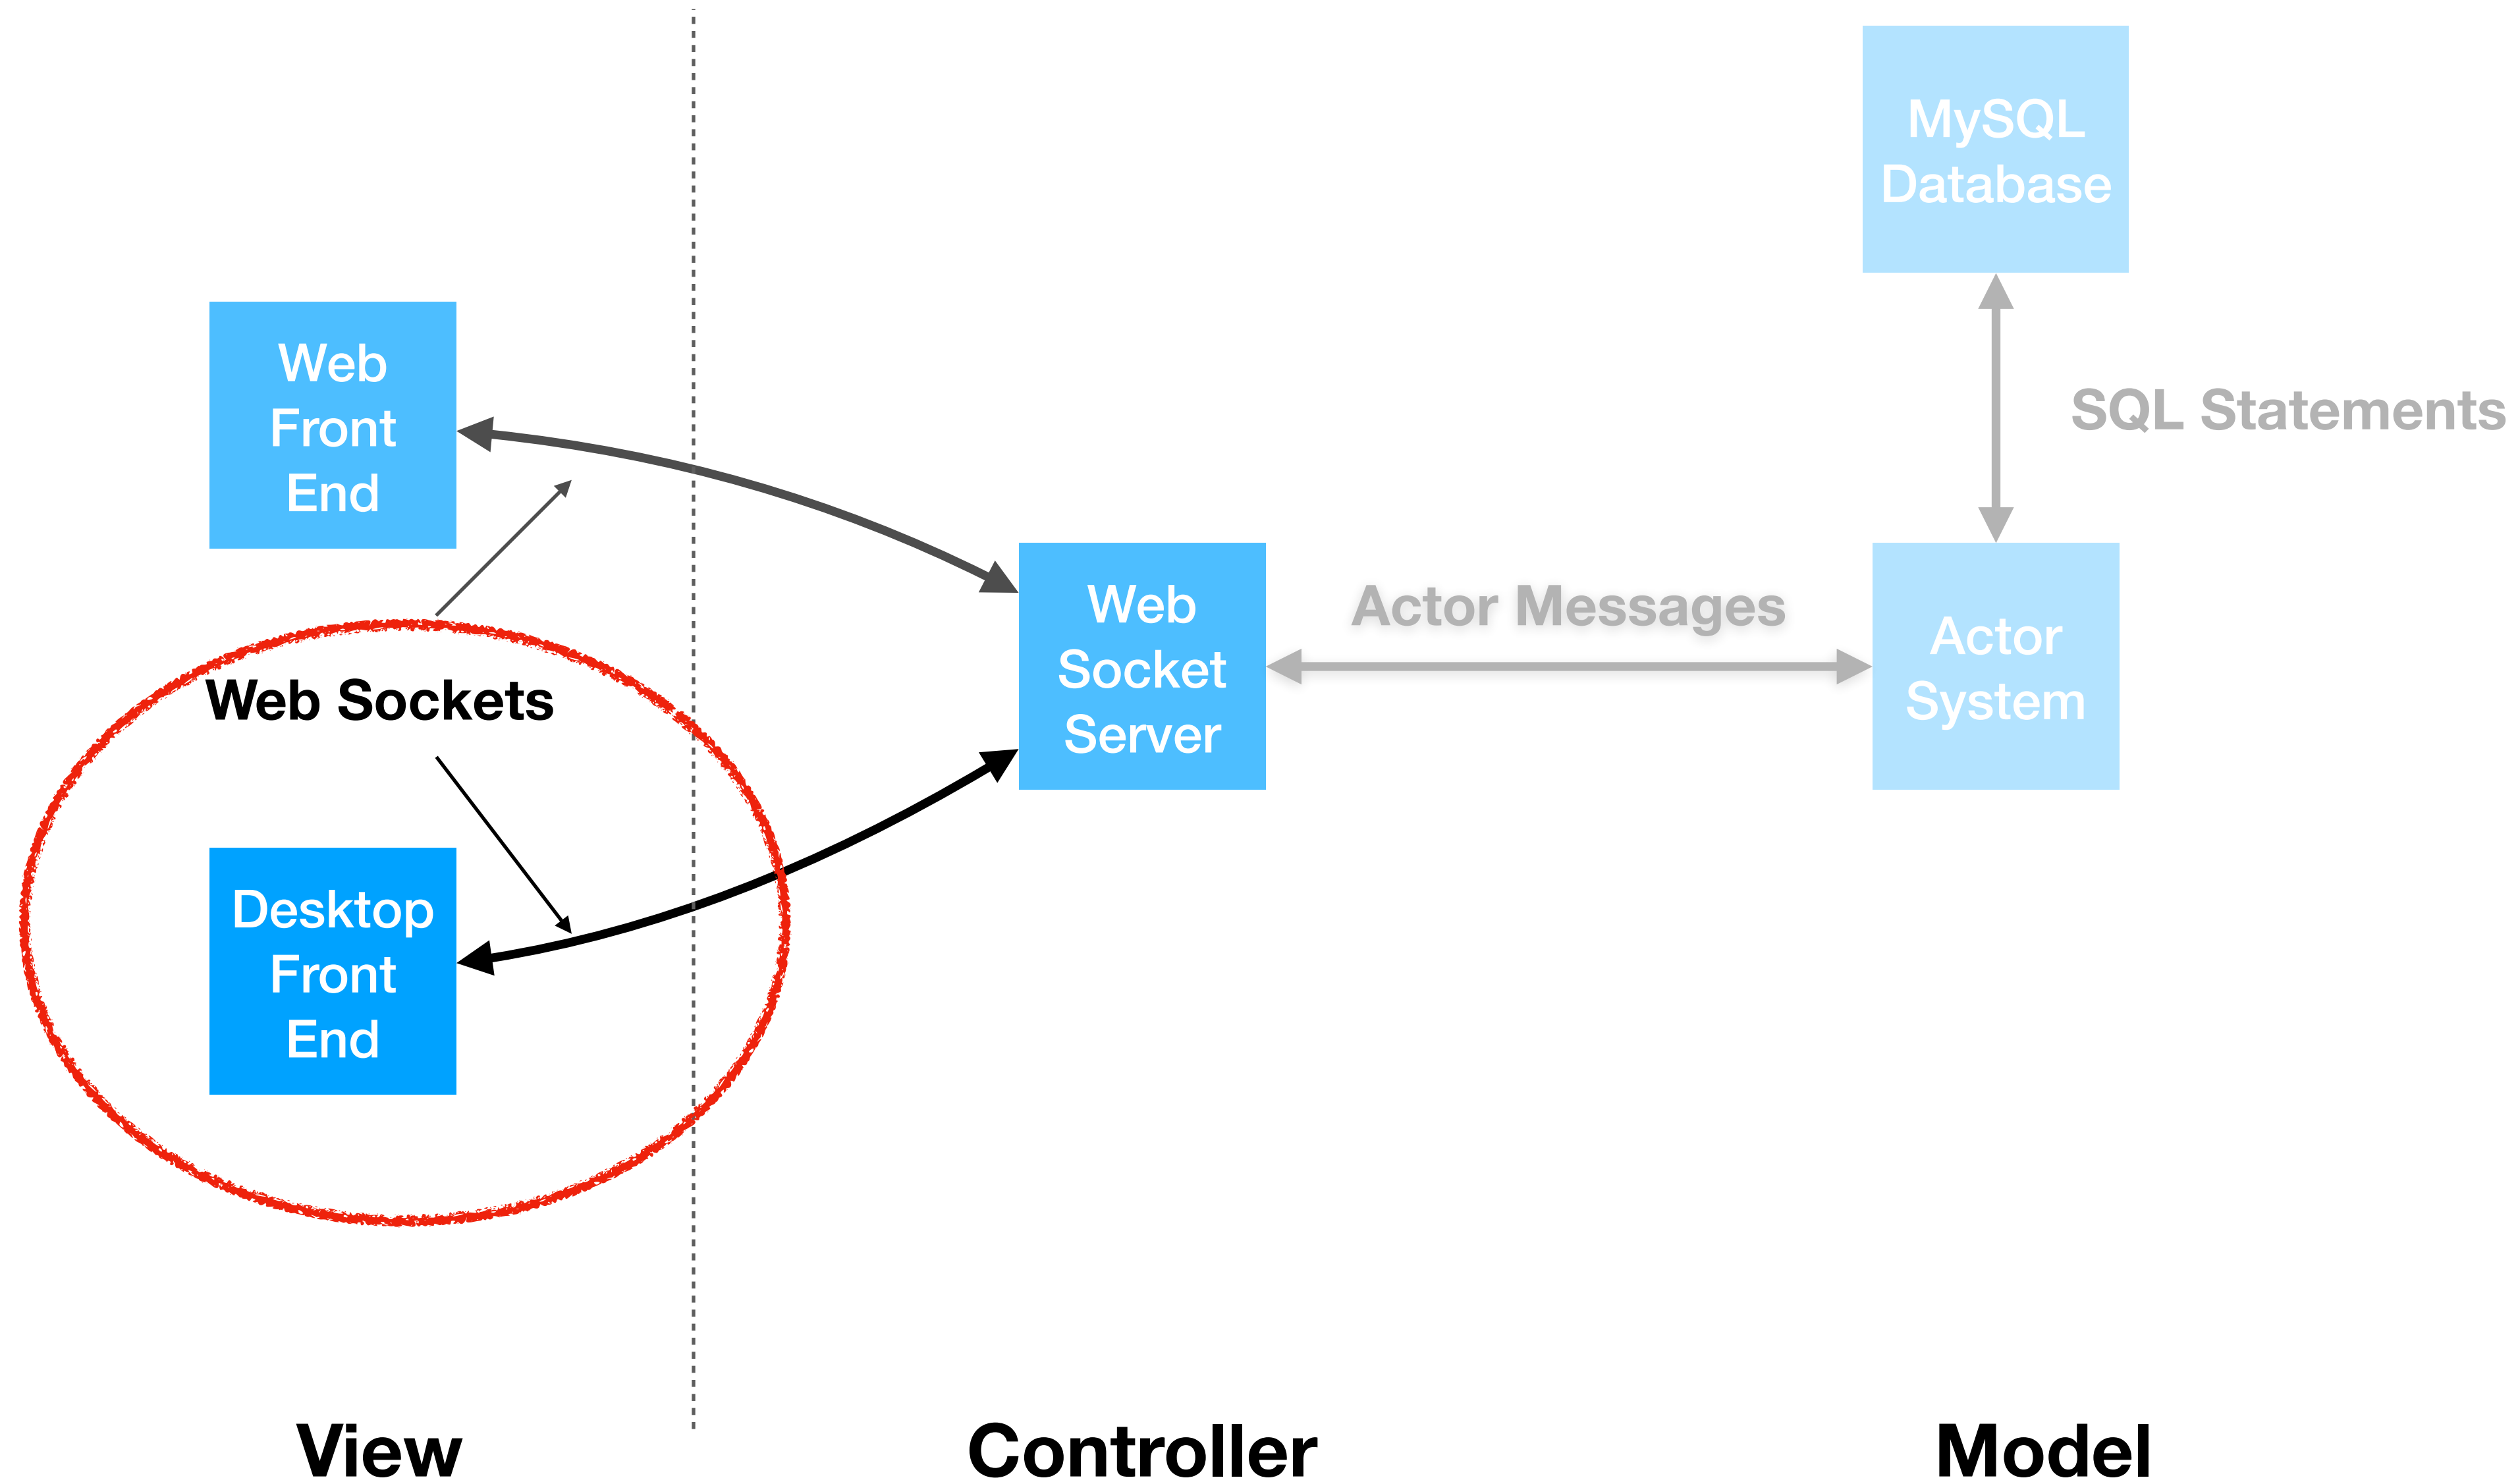 MySQL
Database
Web
Front
End
SQL Statements
Web
Socket
Server
Actor Messages
Actor
System
Web Sockets
Desktop
Front
End
View
Controller
Model